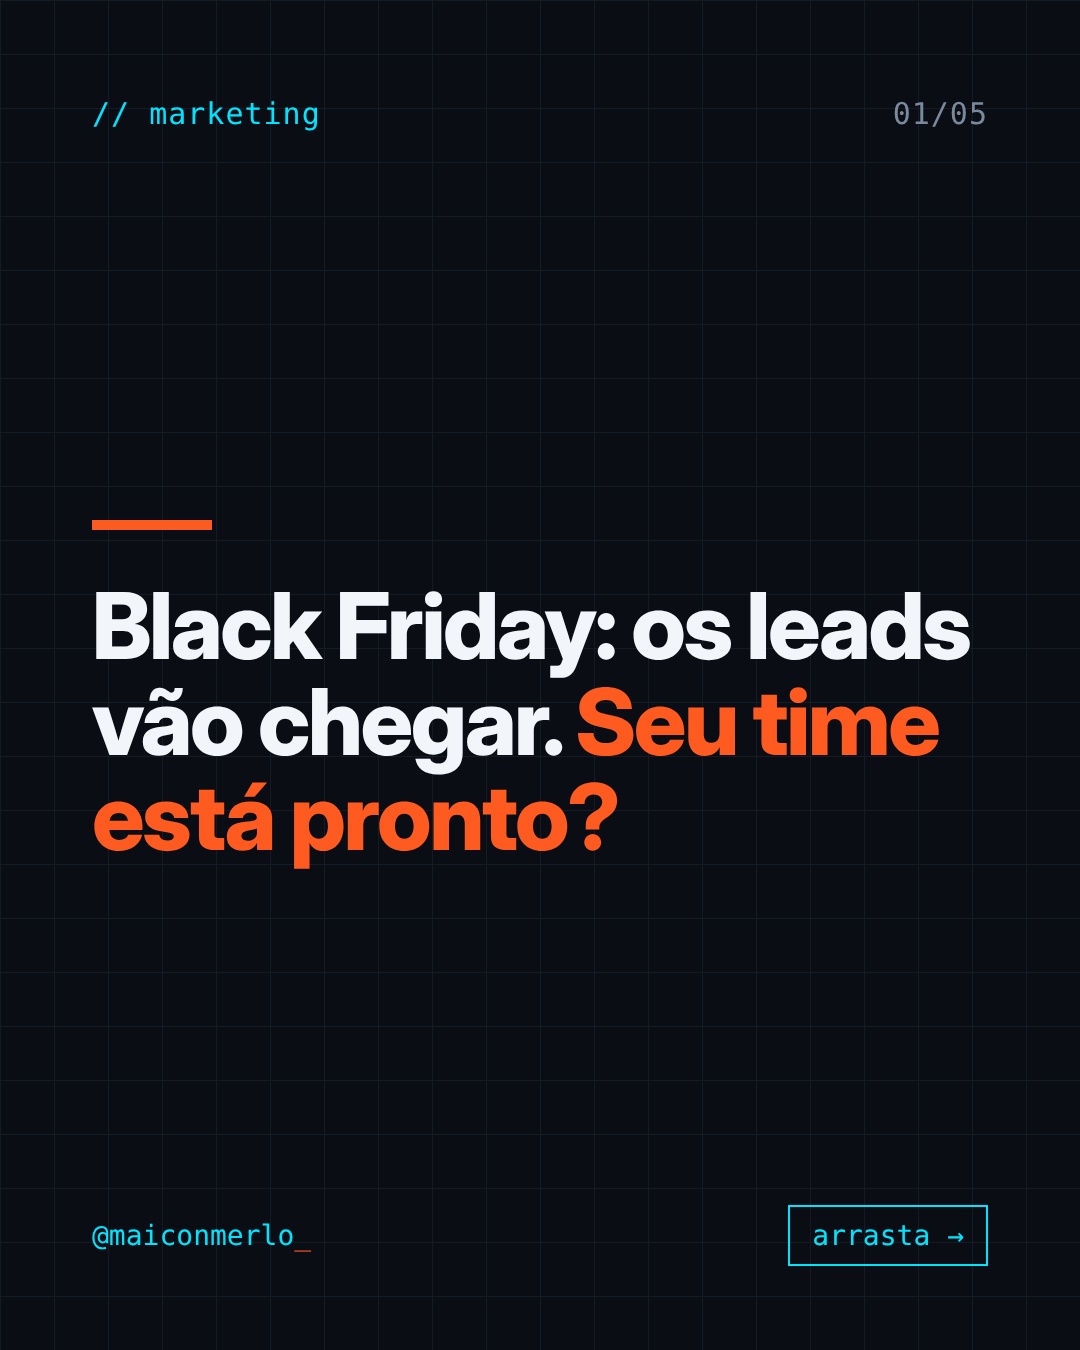 // marketing
01/05
Black Friday: os leads
vão chegar. Seu time
está pronto?
@maiconmerlo_
arrasta →